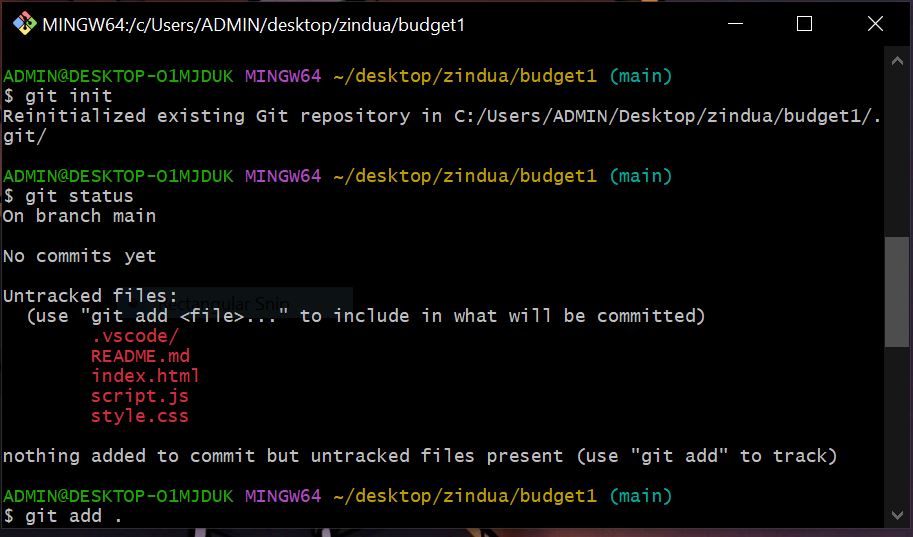 MINGW64:/c/Users/ADMIN/desktop/zindua/budget1
ADMIN@DESKTOP-O1MJDUK MINGW64 ~/desktop/zindua/budget1 (main)
$ git init
Reinitialized existing Git repository in C:/Users/ADMIN/Desktop/zindua/budget1/.
git/
ADMIN@DESKTOP-O1MJDUK MINGW64 ~/desktop/zindua/budget1 (main)
$ git status
On branch main
No commits yet
Untracked files:
Rectangular Snip
(use "git add <file>..." to include in what will be committed)
.vscode/
README.md
index.html
script.js
style.css
nothing added to commit but untracked files present (use "git add" to track)
ADMIN@DESKTOP-O1MJDUK MINGW64 ~/desktop/zindua/budget1 (main)
$ git add .